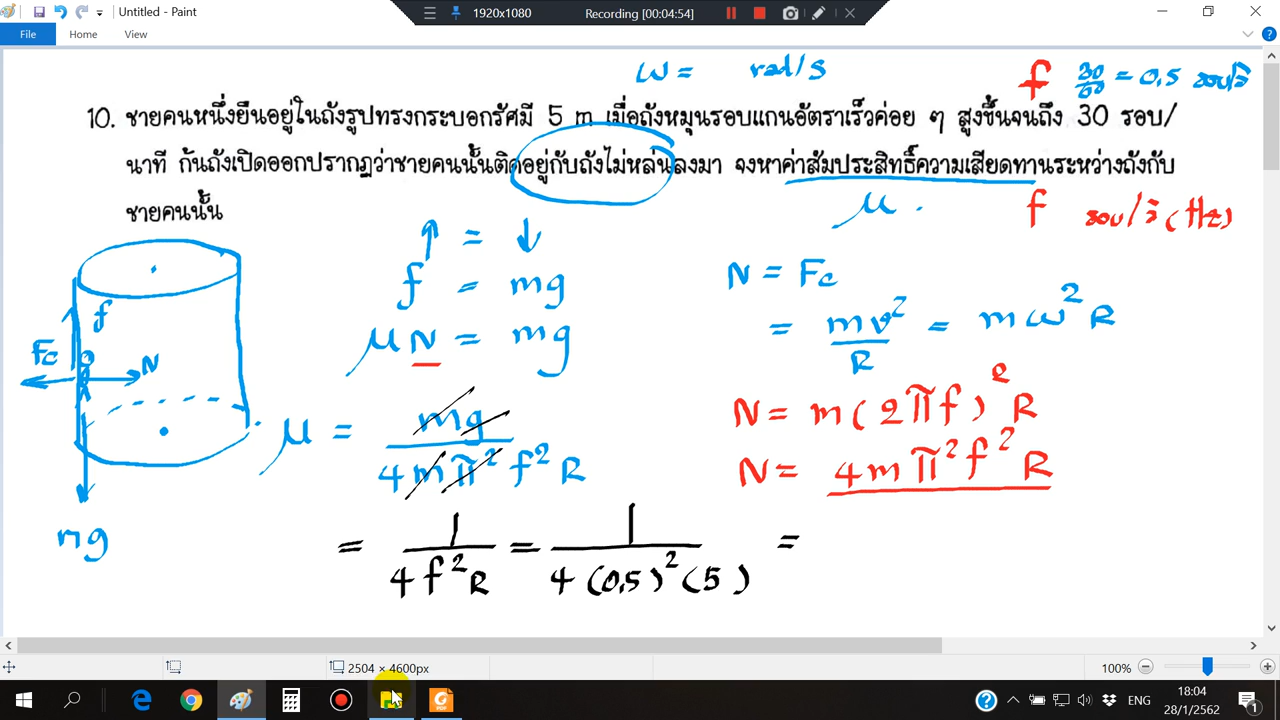 Untitled - Paint
1920x1080
Recording [00:04:54]
File
Home
View
ω = rad/s
f 30/60 = 0.5 รอบ/วิ
10. ชายคนหนึ่งยืนอยู่ในถังรูปทรงกระบอกรัศมี 5 m เมื่อถังหมุนรอบแกนอัตราเร็วค่อย ๆ สูงขึ้นจนถึง 30 รอบ/
นาที ก้นถังเปิดออกปรากฏว่าชายคนนั้นติดอยู่กับถังไม่หล่นลงมา จงหาค่าสัมประสิทธิ์ความเสียดทานระหว่างถังกับ
ชายคนนั้น
μ
f รอบ/วิ (Hz)
↑ = ↓
f = mg
μN = mg
μ = mg / 4mπ²f²R
= 1 / 4f²R = 1 / 4(0.5)²(5) =
N = Fc
= mv²/R = mω²R
N = m(2πf)²R
N = 4mπ²f²R
f
Fc
N
mg
2504 × 4600px
100%
ENG
18:04
28/1/2562
1